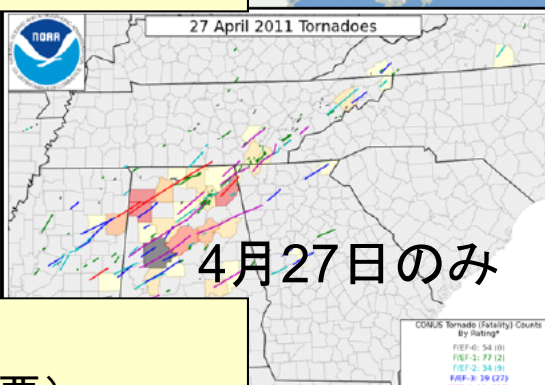 NOAA
27 April 2011 Tornadoes
4月27日のみ
CONUS Tornado (Fatality) Counts
By Rating*
F/EF-0: 54 (0)
F/EF-1: 77 (2)
F/EF-2: 34 (9)
F/EF-3: 19 (27)